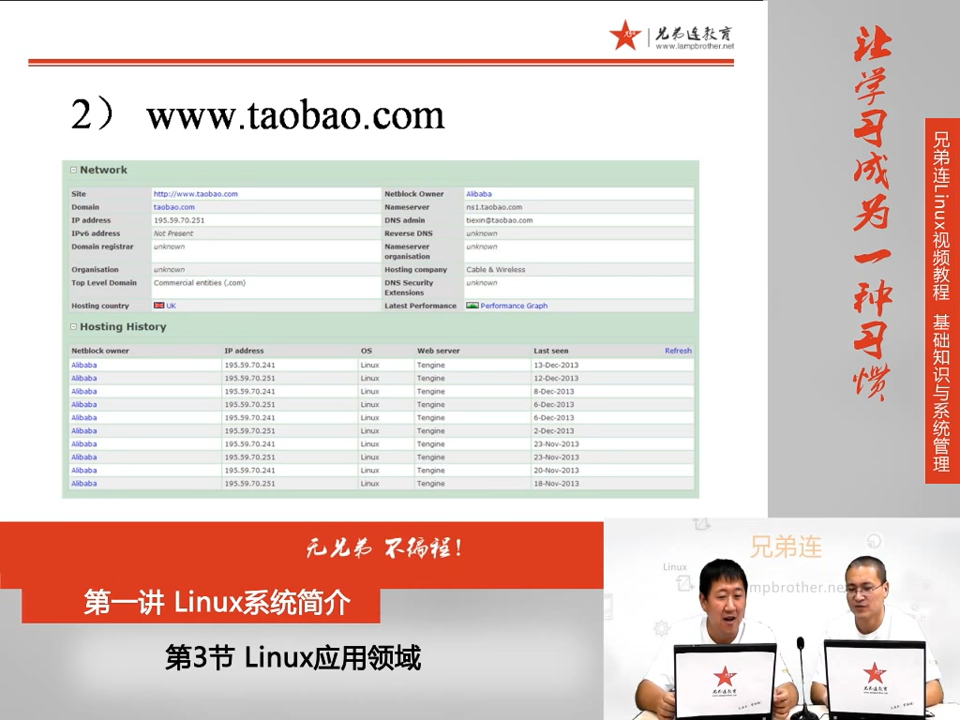 兄弟连教育
www.lampbrother.net
2） www.taobao.com
Network
Site http://www.taobao.com Netblock Owner Alibaba
Domain taobao.com Nameserver ns1.taobao.com
IP address 195.59.70.251 DNS admin tiexin@taobao.com
IPv6 address Not Present Reverse DNS unknown
Domain registrar unknown Nameserver organisation unknown
Organisation unknown Hosting company Cable & Wireless
Top Level Domain Commercial entities (.com) DNS Security Extensions unknown
Hosting country UK Latest Performance Performance Graph
Hosting History
Netblock owner IP address OS Web server Last seen Refresh
Alibaba 195.59.70.241 Linux Tengine 13-Dec-2013
Alibaba 195.59.70.251 Linux Tengine 12-Dec-2013
Alibaba 195.59.70.241 Linux Tengine 8-Dec-2013
Alibaba 195.59.70.251 Linux Tengine 6-Dec-2013
Alibaba 195.59.70.241 Linux Tengine 6-Dec-2013
Alibaba 195.59.70.251 Linux Tengine 2-Dec-2013
Alibaba 195.59.70.241 Linux Tengine 23-Nov-2013
Alibaba 195.59.70.251 Linux Tengine 23-Nov-2013
Alibaba 195.59.70.241 Linux Tengine 20-Nov-2013
Alibaba 195.59.70.251 Linux Tengine 18-Nov-2013
让学习成为一种习惯
兄弟连Linux视频教程 基础知识与系统管理
无兄弟 不编程！
第一讲 Linux系统简介
第3节 Linux应用领域
兄弟连
Linux
mpbrother.ne
兄弟连教育
兄弟连教育